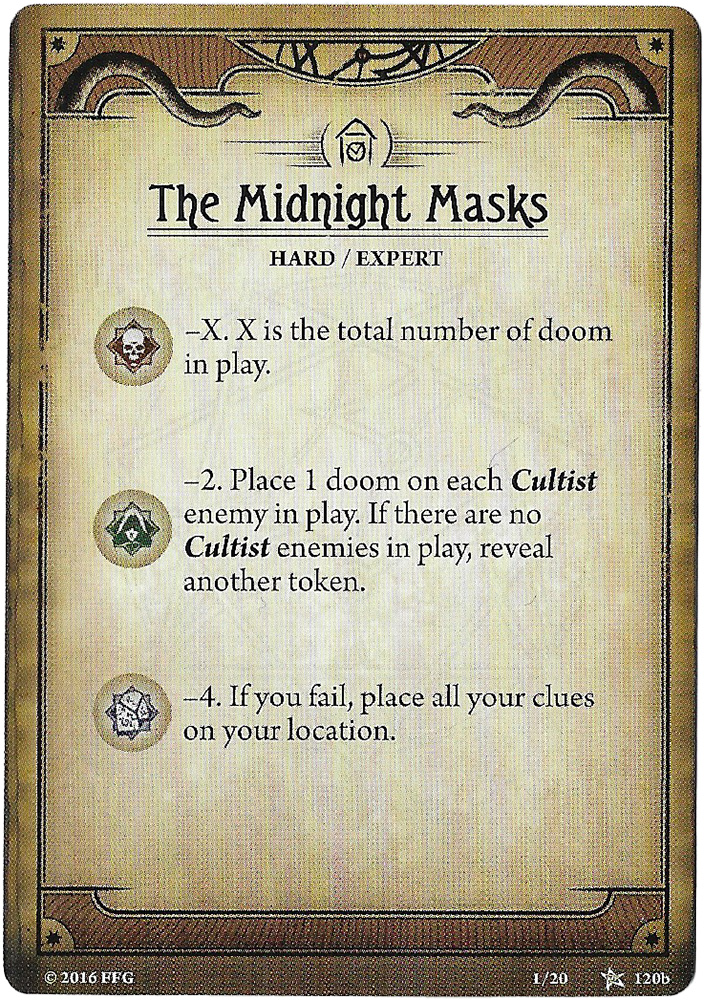 The Midnight Masks
HARD / EXPERT
–X. X is the total number of doom
in play.
–2. Place 1 doom on each Cultist
enemy in play. If there are no
Cultist enemies in play, reveal
another token.
–4. If you fail, place all your clues
on your location.
© 2016 FFG 1/20 120b